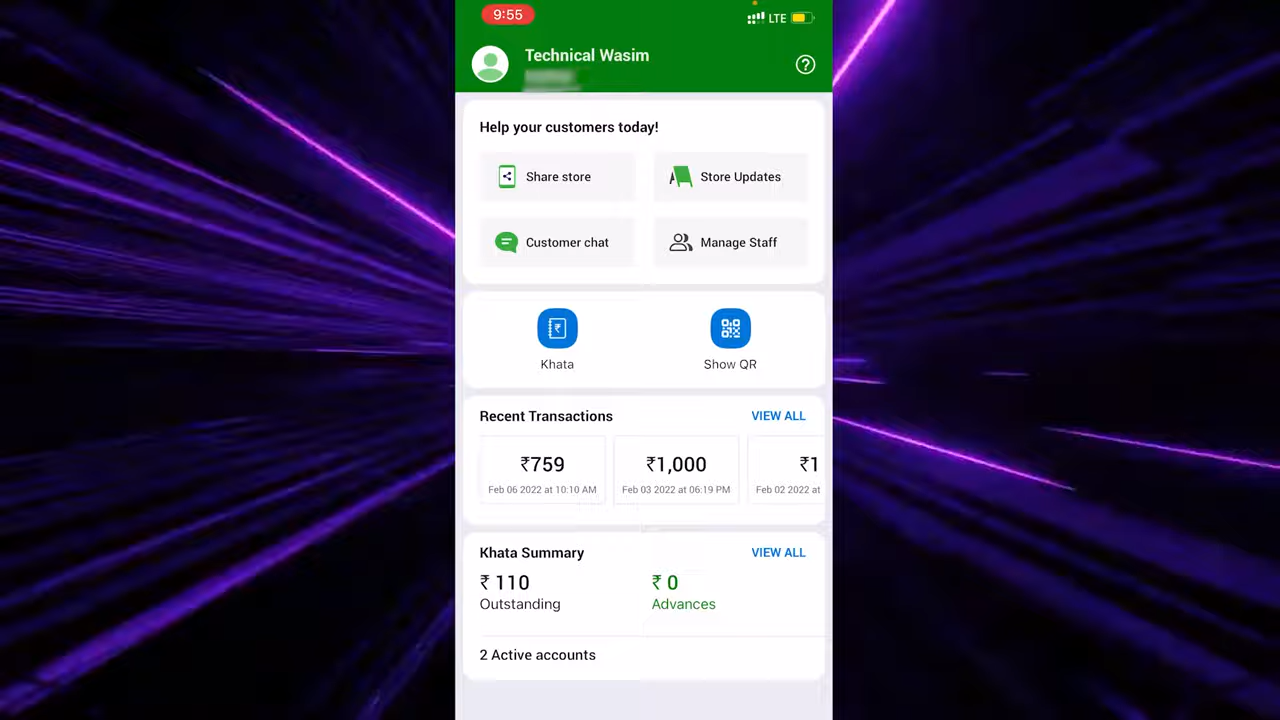 9:55
LTE
Technical Wasim
?
Help your customers today!
Share store
Store Updates
Customer chat
Manage Staff
Khata
Show QR
Recent Transactions
VIEW ALL
₹759
₹1,000
₹1
Feb 06 2022 at 10:10 AM
Feb 03 2022 at 06:19 PM
Feb 02 2022 at
Khata Summary
VIEW ALL
₹ 110
₹ 0
Outstanding
Advances
2 Active accounts